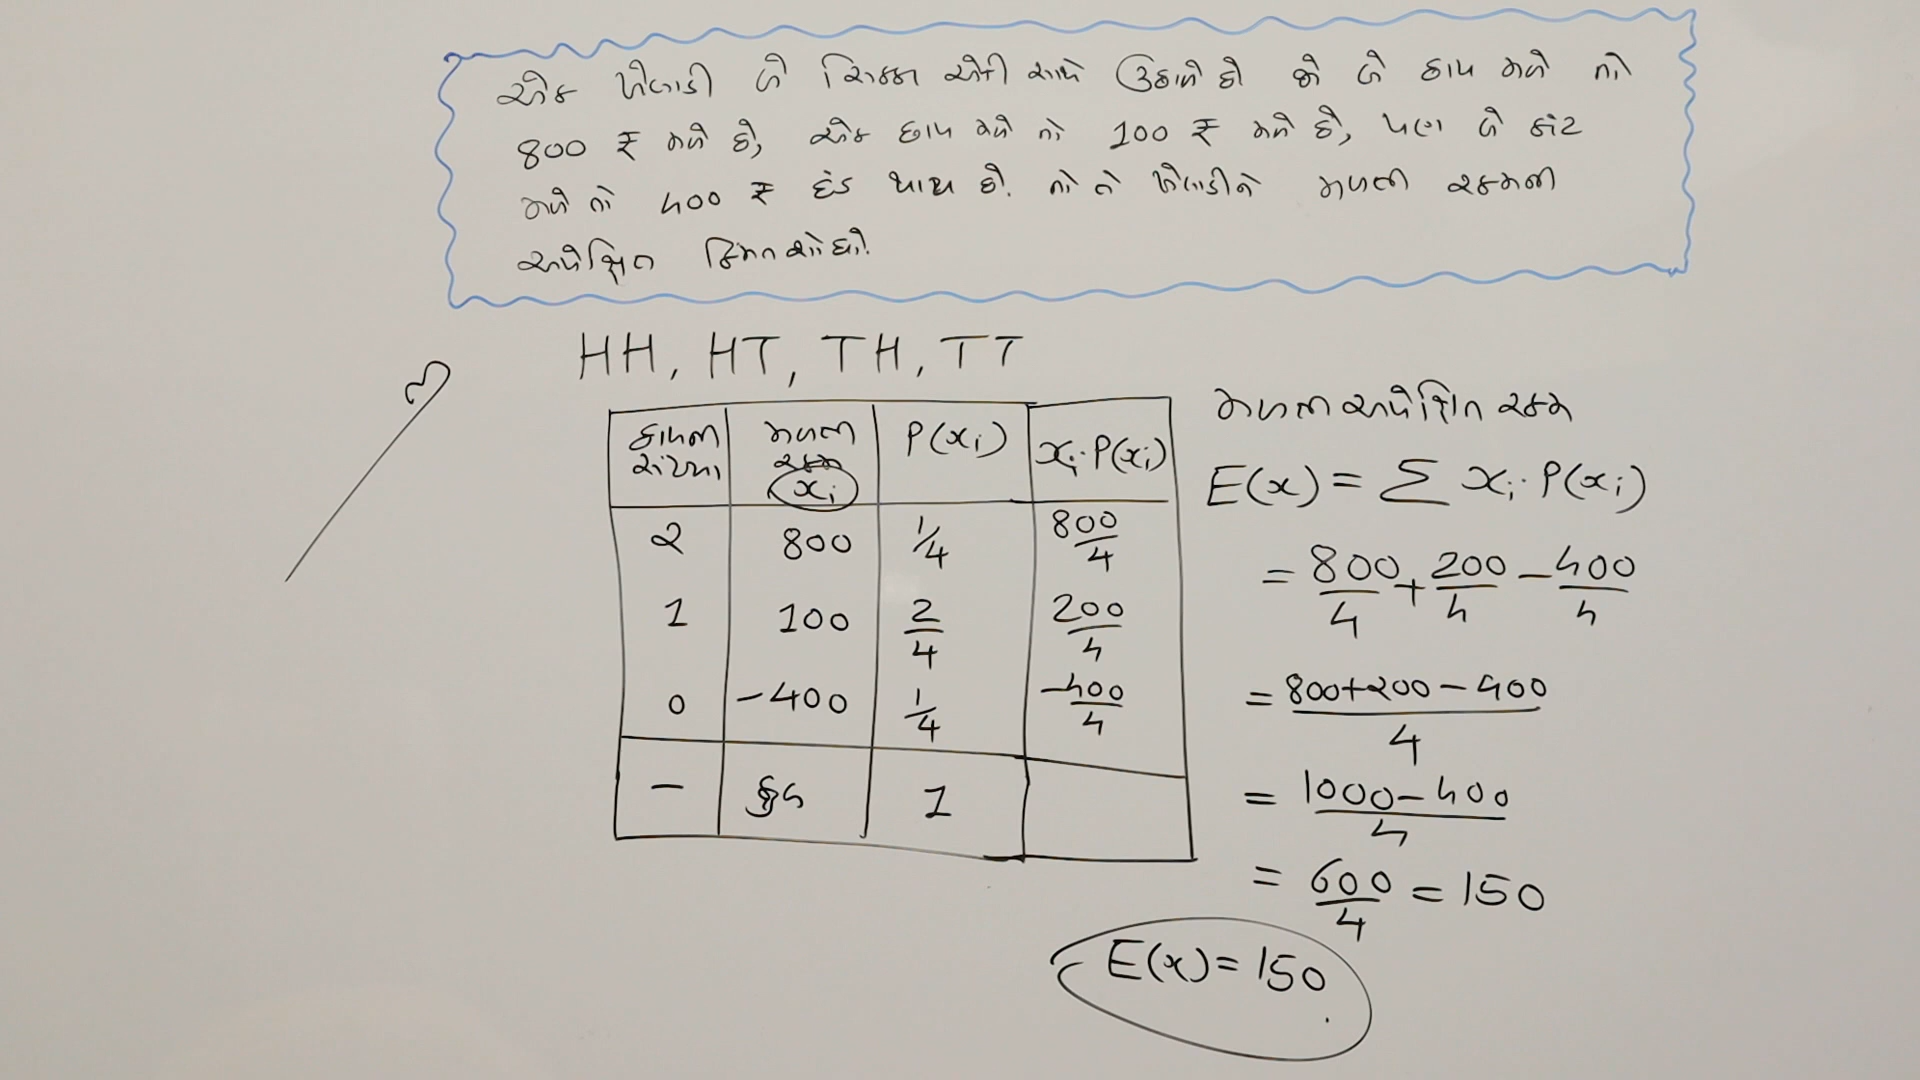 એક ખેલાડી બે સિક્કા એકી સાથે ઉછાળે છે જો બે છાપ મળે તો
800 ₹ મળે છે, એક છાપ મળે તો 100 ₹ મળે છે, પણ બે કાંટ
મળે તો 400 ₹ દંડ થાય છે. તો તે ખેલાડીને મળતી રકમની
અપેક્ષિત કિંમત શોધો.
HH, HT, TH, TT
છાપની સંખ્યા મળતી રકમ xᵢ P(xᵢ) xᵢ·P(xᵢ)
2 800 1/4 800/4
1 100 2/4 200/4
0 -400 1/4 -400/4
- કુલ 1
મળતી અપેક્ષિત રકમ
E(x) = Σ xᵢ·P(xᵢ)
= 800/4 + 200/4 - 400/4
= 800+200-400/4
= 1000-400/4
= 600/4 = 150
E(x) = 150